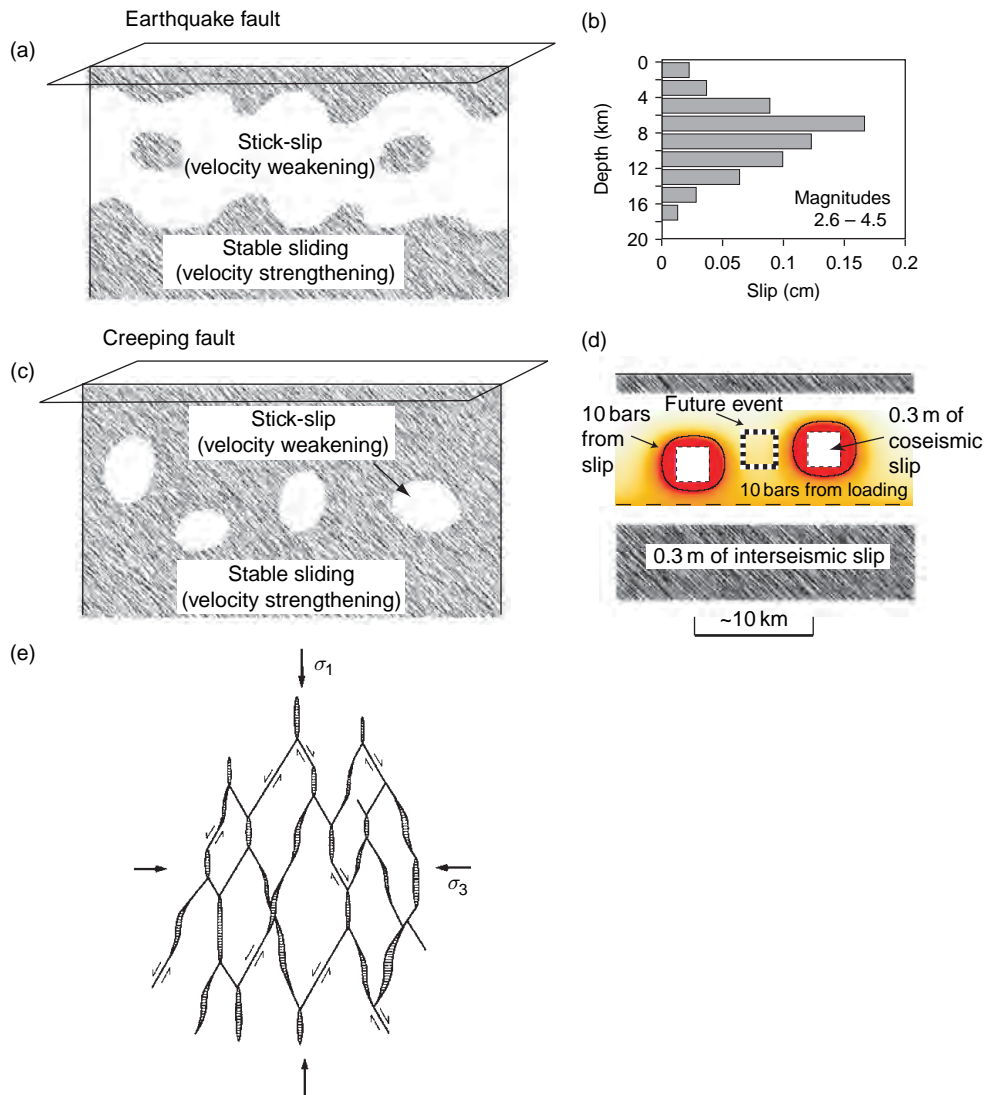 Earthquake fault
(a)
Stick-slip
(velocity weakening)
Stable sliding
(velocity strengthening)
(b)
0
4
8
12
16
20
Depth (km)
Magnitudes
2.6 – 4.5
0
0.05
0.1
0.15
0.2
Slip (cm)
Creeping fault
(c)
Stick-slip
(velocity weakening)
Stable sliding
(velocity strengthening)
(d)
Future event
10 bars
from
slip
0.3 m of
coseismic
slip
10 bars from loading
0.3 m of interseismic slip
~10 km
(e)
σ1
σ3